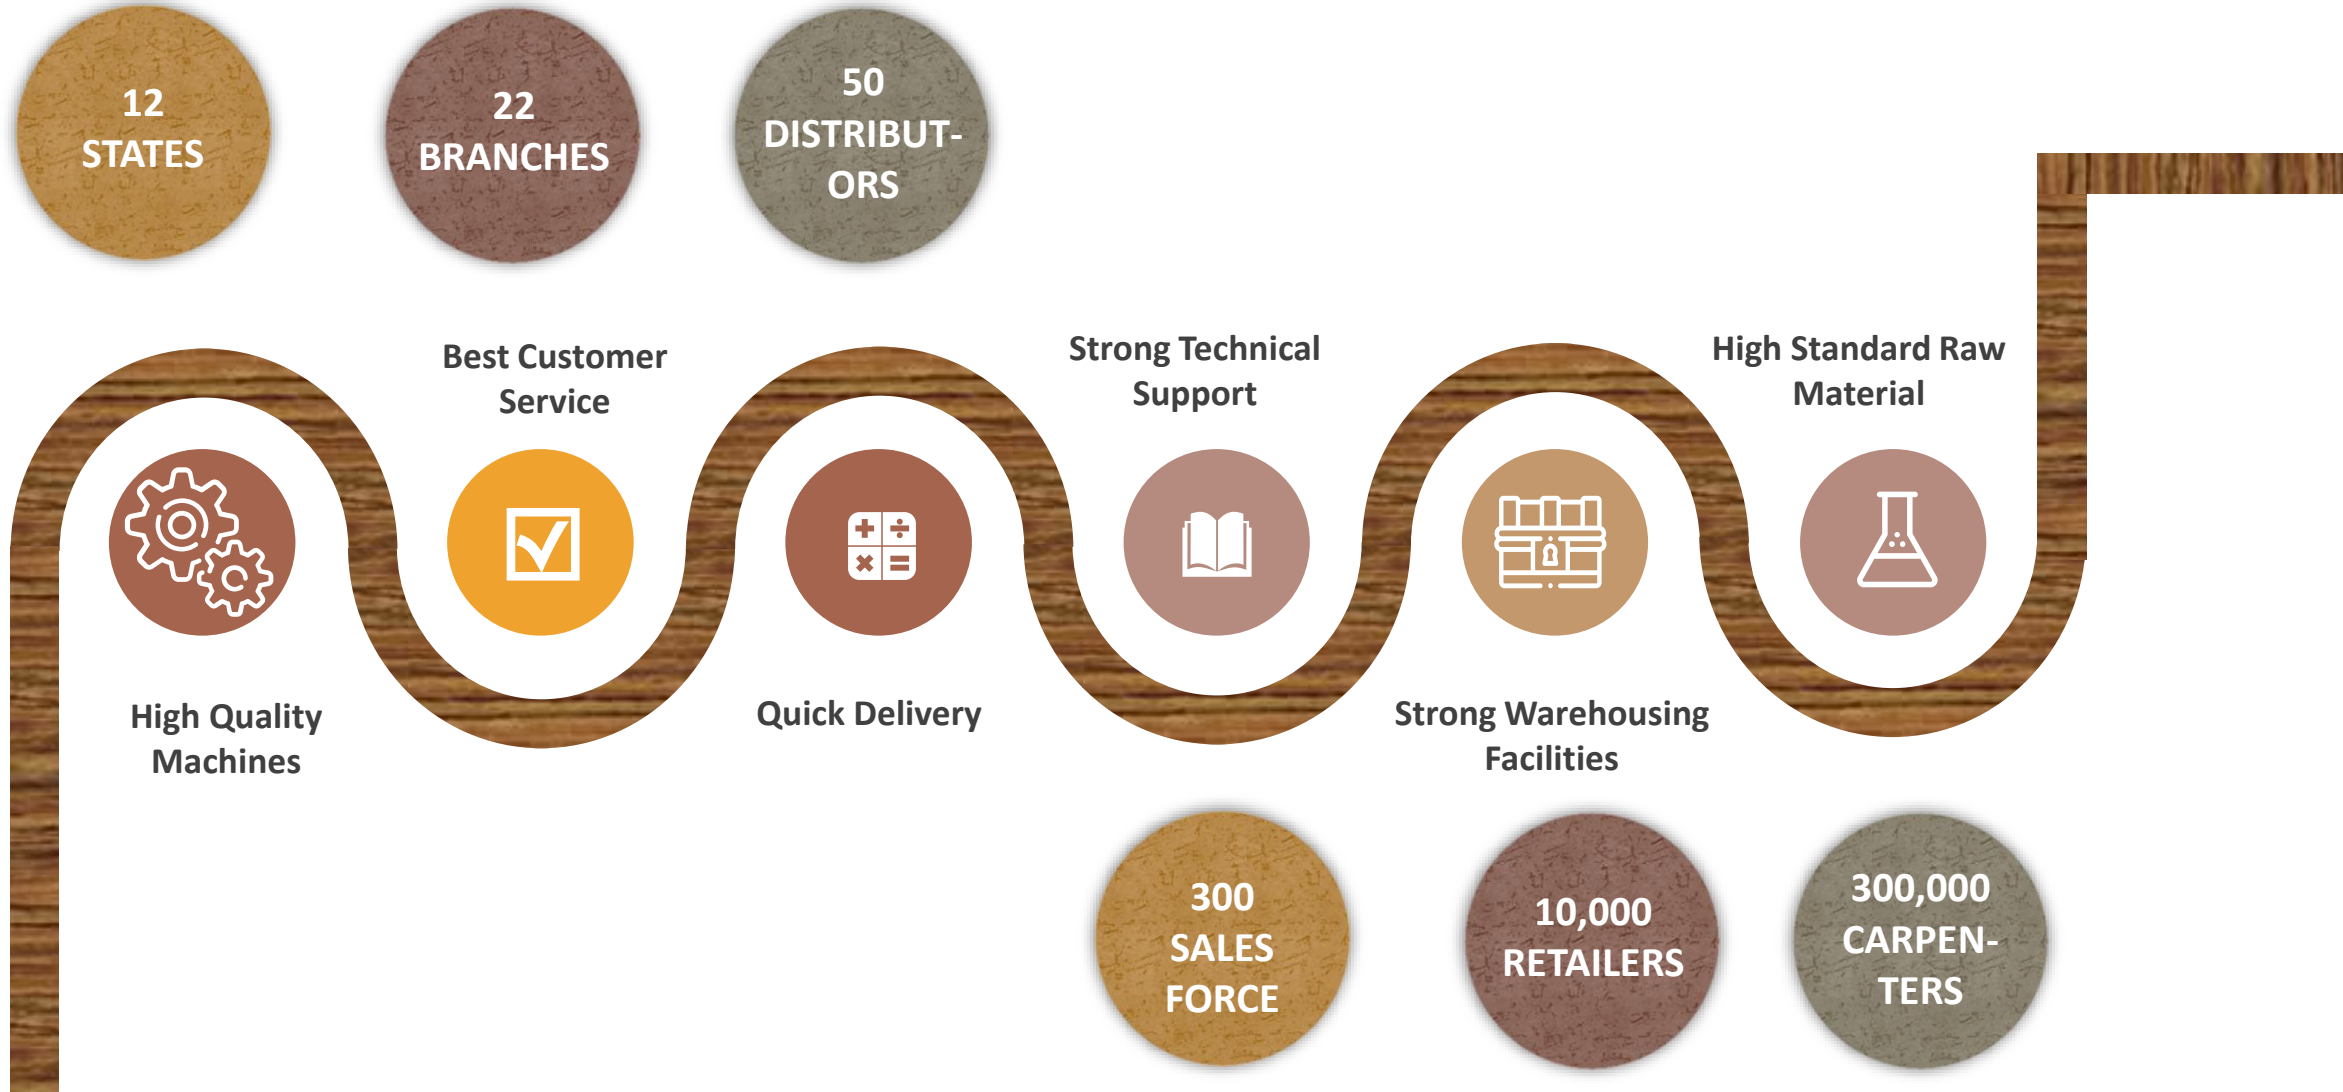 12
STATES
22
BRANCHES
50
DISTRIBUT-
ORS
Best Customer
Service
Strong Technical
Support
High Standard Raw
Material
High Quality
Machines
Quick Delivery
Strong Warehousing
Facilities
300
SALES
FORCE
10,000
RETAILERS
300,000
CARPEN-
TERS